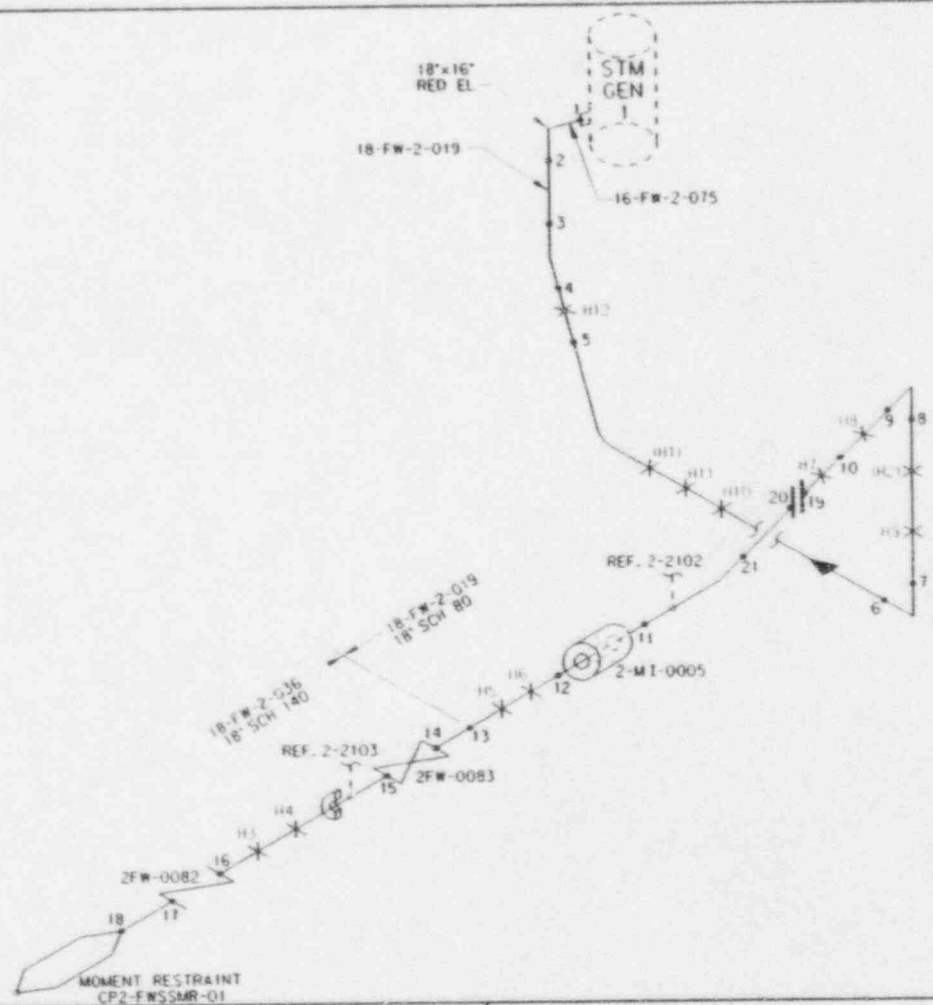 18"x16"
RED EL
STM
GEN
1
1
18-FW-2-019
2
16-FW-2-075
3
4
H12
5
9
8
H8
10
H7
20
19
H11
H10
H9
REF. 2-2102
21
7
6
18-FW-2-019
18" SCH 80
11
2-MI-0005
12
H6
H5
18-FW-2-036
18" SCH 140
13
14
REF. 2-2103
15
2FW-0083
H4
H3
16
2FW-0082
17
18
MOMENT RESTRAINT
CP2-FWSSMR-01